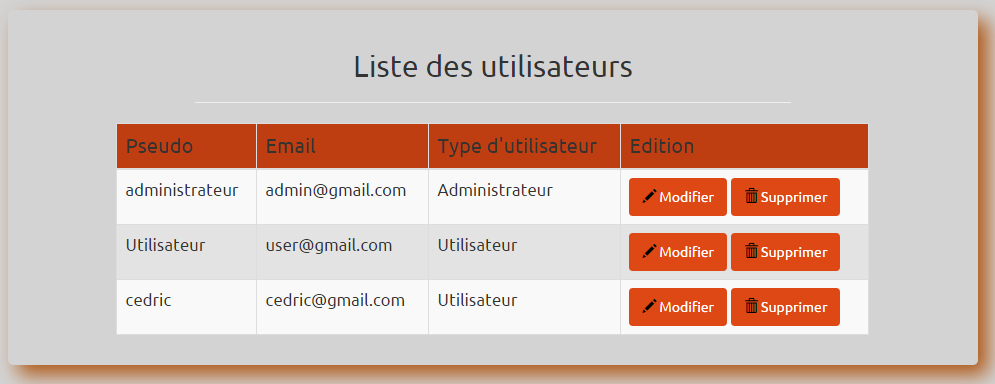 Liste des utilisateurs
Pseudo Email Type d'utilisateur Edition
administrateur admin@gmail.com Administrateur Modifier Supprimer
Utilisateur user@gmail.com Utilisateur Modifier Supprimer
cedric cedric@gmail.com Utilisateur Modifier Supprimer